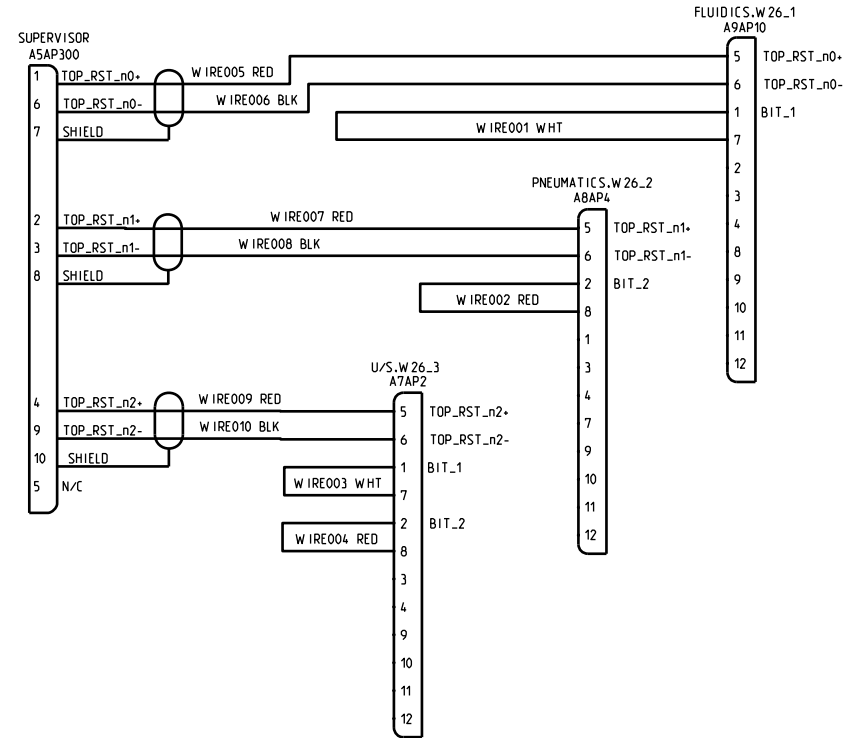 FLUIDICS.W26_1
A9AP10
5 TOP_RST_n0+
6 TOP_RST_n0-
1 BIT_1
7
2
3
4
8
9
10
11
12
SUPERVISOR
A5AP300
1 TOP_RST_n0+ WIRE005 RED
6 TOP_RST_n0- WIRE006 BLK
7 SHIELD
WIRE001 WHT
2 TOP_RST_n1+ WIRE007 RED
3 TOP_RST_n1- WIRE008 BLK
8 SHIELD
4 TOP_RST_n2+ WIRE009 RED
9 TOP_RST_n2- WIRE010 BLK
10 SHIELD
5 N/C
PNEUMATICS.W26_2
A8AP4
5 TOP_RST_n1+
6 TOP_RST_n1-
2 BIT_2
WIRE002 RED
8
1
3
4
7
9
10
11
12
U/S.W26_3
A7AP2
5 TOP_RST_n2+
6 TOP_RST_n2-
1 BIT_1
WIRE003 WHT
7
2 BIT_2
WIRE004 RED
8
3
4
9
10
11
12